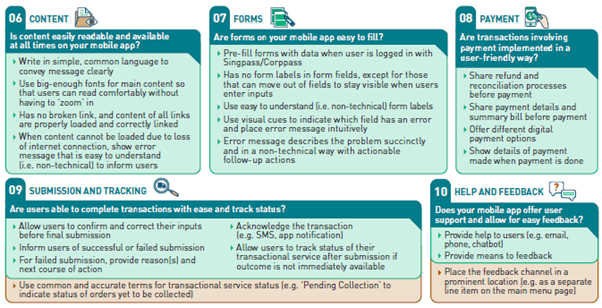 06 CONTENT
Is content easily readable and available
at all times on your mobile app?
Write in simple, common language to
convey message clearly
Use big-enough fonts for main content so
that users can read comfortably without
having to 'zoom' in
Has no broken link, and content of all links
are properly loaded and correctly linked
When content cannot be loaded due to loss
of internet connection, show error
message that is easy to understand
(i.e. non-technical) to inform users
07 FORMS
Are forms on your mobile app easy to fill?
Pre-fill forms with data when user is logged in with
Singpass/Corppass
Has no form labels in form fields, except for those
that can move out of fields to stay visible when users
enter inputs
Use easy to understand (i.e. non-technical) form labels
Use visual cues to indicate which field has an error
and place error message intuitively
Error message describes the problem succinctly
and in a non-technical way with actionable
follow-up actions
08 PAYMENT
Are transactions involving
payment implemented in a
user-friendly way?
Share refund and
reconciliation processes
before payment
Share payment details and
summary bill before payment
Offer different digital
payment options
Show details of payment
made when payment is done
09 SUBMISSION AND TRACKING
Are users able to complete transactions with ease and track status?
Allow users to confirm and correct their inputs
before final submission
Inform users of successful or failed submission
For failed submission, provide reason(s) and
next course of action
Acknowledge the transaction
(e.g. SMS, app notification)
Allow users to track status of their
transactional service after submission if
outcome is not immediately available
Use common and accurate terms for transactional service status (e.g. 'Pending Collection' to
indicate status of orders yet to be collected)
10 HELP AND FEEDBACK
Does your mobile app offer user
support and allow for easy feedback?
Provide help to users (e.g. email,
phone, chatbot)
Provide means to feedback
Place the feedback channel in a
prominent location (e.g. as a separate
line item on the main menu page)